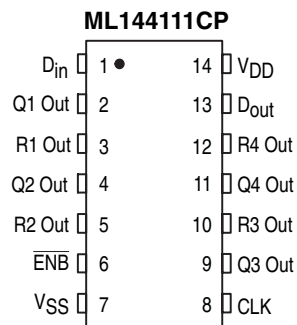 ML144111CP
Din 1 14 VDD
Q1 Out 2 13 Dout
R1 Out 3 12 R4 Out
Q2 Out 4 11 Q4 Out
R2 Out 5 10 R3 Out
ENB 6 9 Q3 Out
VSS 7 8 CLK